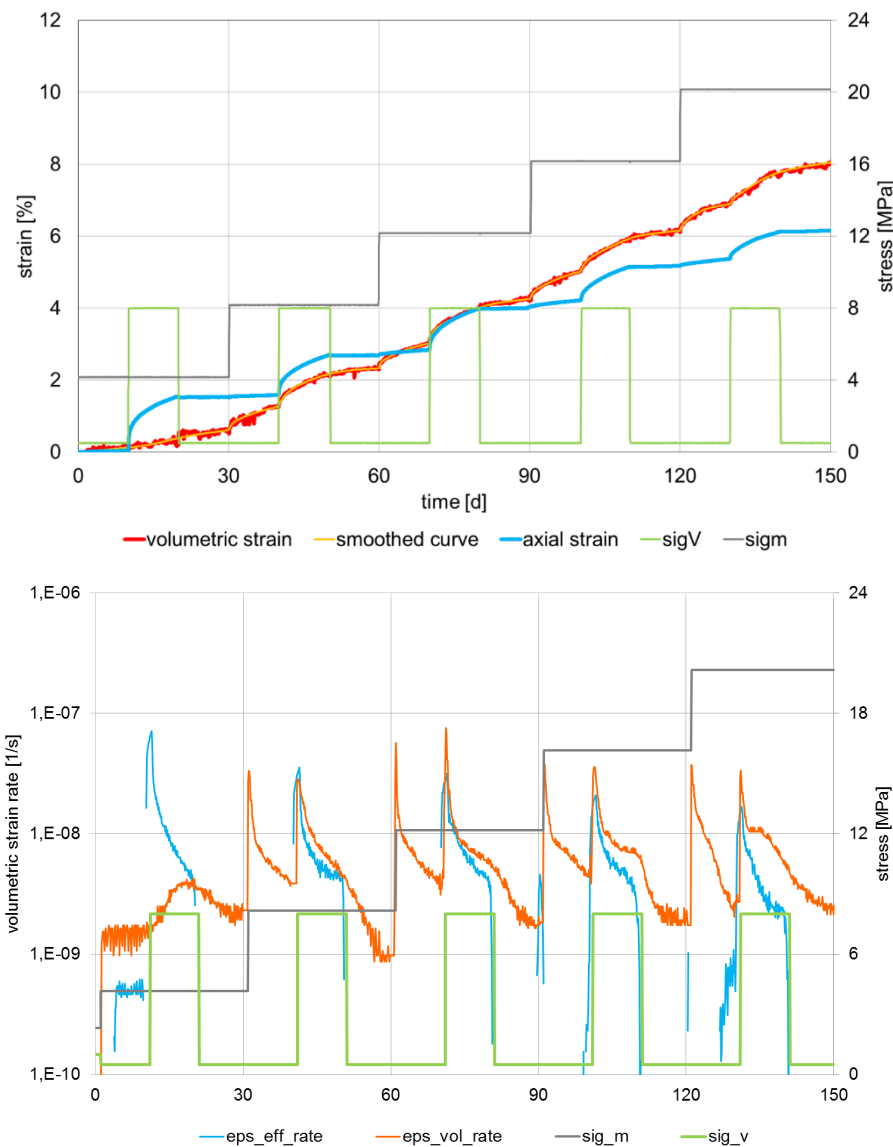 12 24
10 20
8 16
6 12
4 8
2 4
0 0
strain [%]
stress [MPa]
0 30 60 90 120 150
time [d]
volumetric strain smoothed curve axial strain sigV sigm
1,E-06 24
1,E-07 18
1,E-08 12
1,E-09 6
1,E-10 0
volumetric strain rate [1/s]
stress [MPa]
0 30 60 90 120 150
eps_eff_rate eps_vol_rate sig_m sig_v